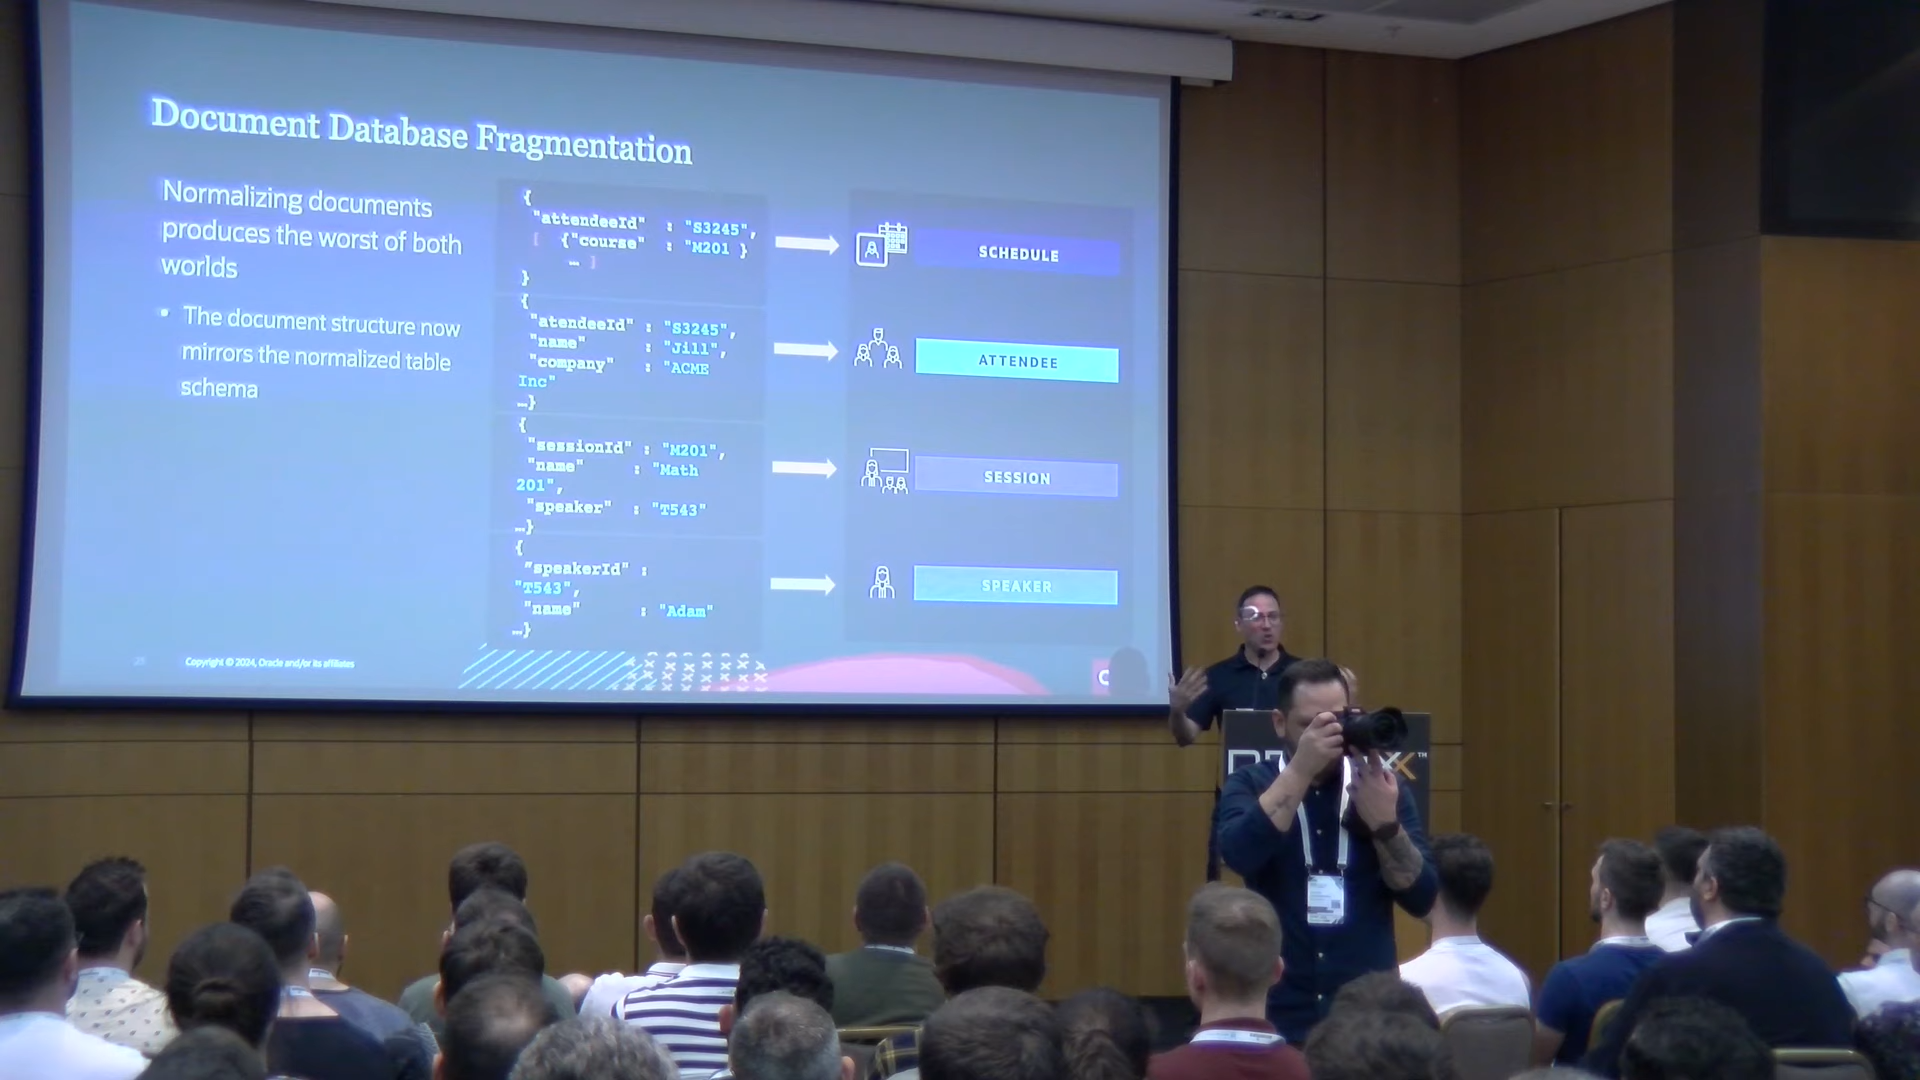 Document Database Fragmentation
Normalizing documents
produces the worst of both
worlds
• The document structure now
mirrors the normalized table
schema
{
"attendeeId" : "S3245",
[ {"course" : "M201 }
… ]
}
{
"atendeeId" : "S3245",
"name" : "Jill",
"company" : "ACME
Inc"
…}
{
"sessionId" : "M201",
"name" : "Math
201",
"speaker" : "T543"
…}
{
"speakerId" :
"T543",
"name" : "Adam"
…}
SCHEDULE
ATTENDEE
SESSION
SPEAKER
Copyright © 2024, Oracle and/or its affiliates